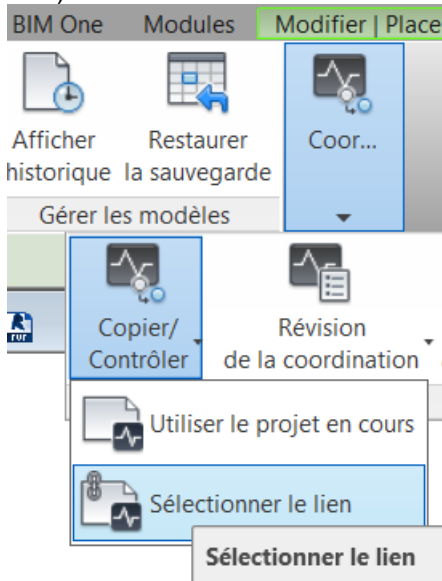 BIM One Modules Modifier | Place
Afficher Restaurer Coor...
historique la sauvegarde
Gérer les modèles
Copier/ Révision
Contrôler de la coordination
Utiliser le projet en cours
Sélectionner le lien
Sélectionner le lien